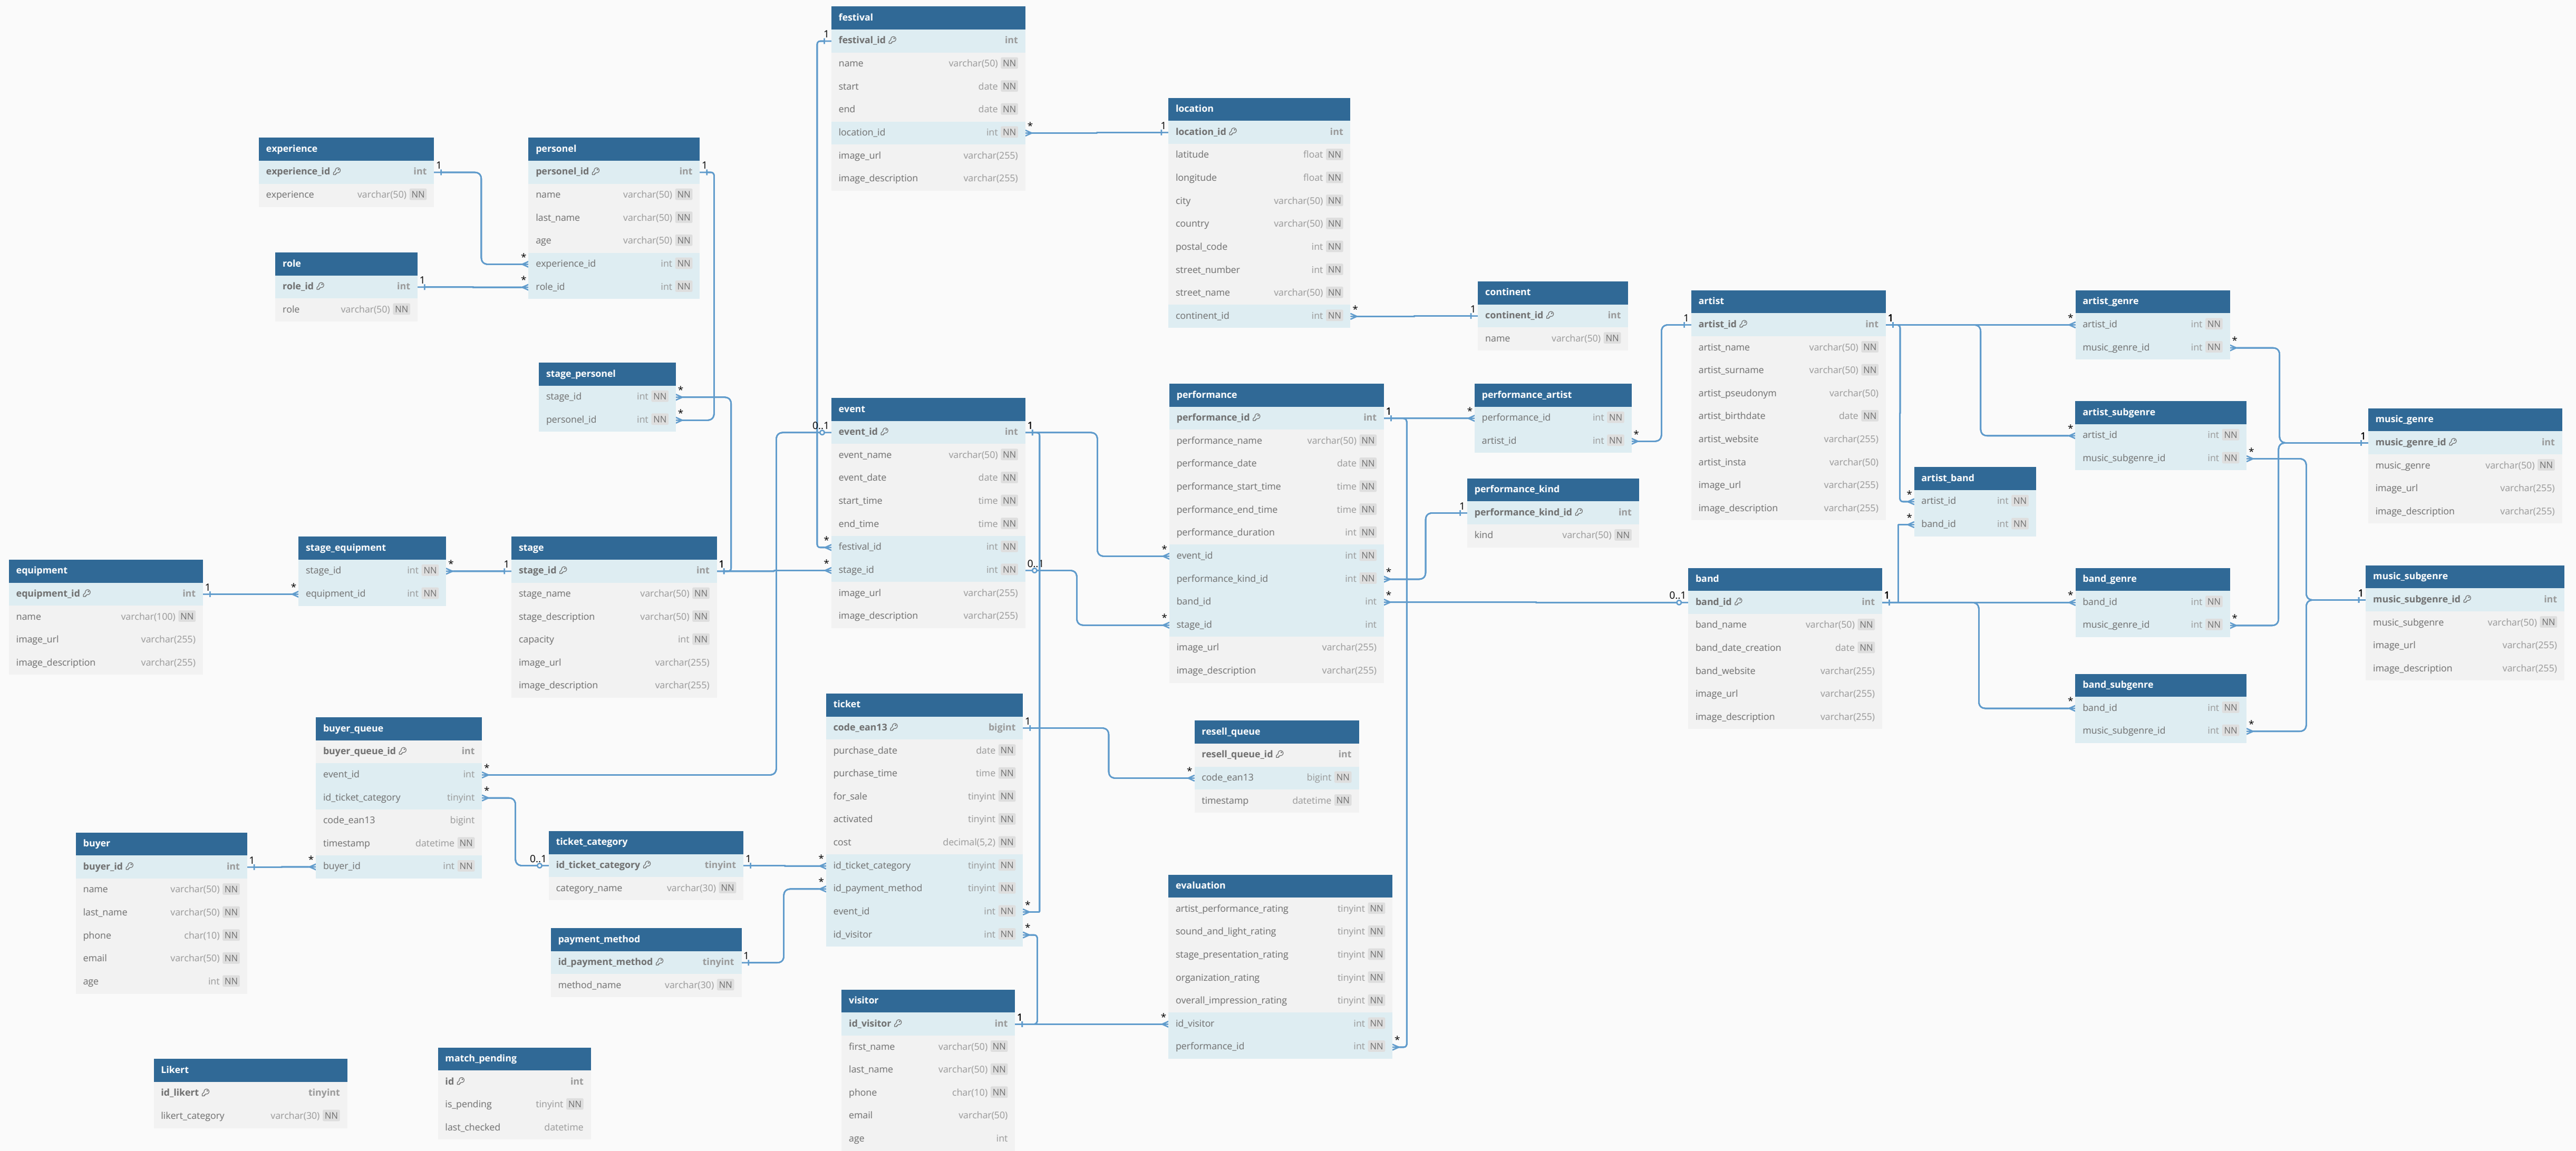 festival
festival_id int
name varchar(50) NN
start date NN
end date NN
location_id int NN
image_url varchar(255)
image_description varchar(255)
location
location_id int
latitude float NN
longitude float NN
city varchar(50) NN
country varchar(50) NN
postal_code int NN
street_number int NN
street_name varchar(50) NN
continent_id int NN
experience
experience_id int
experience varchar(50) NN
personel
personel_id int
name varchar(50) NN
last_name varchar(50) NN
age varchar(50) NN
experience_id int NN
role_id int NN
role
role_id int
role varchar(50) NN
continent
continent_id int
name varchar(50) NN
artist
artist_id int
artist_name varchar(50) NN
artist_surname varchar(50) NN
artist_pseudonym varchar(50)
artist_birthdate date NN
artist_website varchar(255)
artist_insta varchar(50)
image_url varchar(255)
image_description varchar(255)
artist_genre
artist_id int NN
music_genre_id int NN
stage_personel
stage_id int NN
personel_id int NN
event
event_id int
event_name varchar(50) NN
event_date date NN
start_time time NN
end_time time NN
festival_id int NN
stage_id int NN
image_url varchar(255)
image_description varchar(255)
performance
performance_id int
performance_name varchar(50) NN
performance_date date NN
performance_start_time time NN
performance_end_time time NN
performance_duration int NN
event_id int NN
performance_kind_id int NN
band_id int
stage_id int
image_url varchar(255)
image_description varchar(255)
performance_artist
performance_id int NN
artist_id int NN
performance_kind
performance_kind_id int
kind varchar(50) NN
artist_subgenre
artist_id int NN
music_subgenre_id int NN
music_genre
music_genre_id int
music_genre varchar(50) NN
image_url varchar(255)
image_description varchar(255)
artist_band
artist_id int NN
band_id int NN
equipment
equipment_id int
name varchar(100) NN
image_url varchar(255)
image_description varchar(255)
stage_equipment
stage_id int NN
equipment_id int NN
stage
stage_id int
stage_name varchar(50) NN
stage_description varchar(50) NN
capacity int NN
image_url varchar(255)
image_description varchar(255)
band
band_id int
band_name varchar(50) NN
band_date_creation date NN
band_website varchar(255)
image_url varchar(255)
image_description varchar(255)
band_genre
band_id int NN
music_genre_id int NN
music_subgenre
music_subgenre_id int
music_subgenre varchar(50) NN
image_url varchar(255)
image_description varchar(255)
band_subgenre
band_id int NN
music_subgenre_id int NN
buyer_queue
buyer_queue_id int
event_id int
id_ticket_category tinyint
code_ean13 bigint
timestamp datetime NN
buyer_id int NN
ticket
code_ean13 bigint
purchase_date date NN
purchase_time time NN
for_sale tinyint NN
activated tinyint NN
cost decimal(5,2) NN
id_ticket_category tinyint NN
id_payment_method tinyint NN
event_id int NN
id_visitor int NN
resell_queue
resell_queue_id int
code_ean13 bigint NN
timestamp datetime NN
buyer
buyer_id int
name varchar(50) NN
last_name varchar(50) NN
phone char(10) NN
email varchar(50) NN
age int NN
ticket_category
id_ticket_category tinyint
category_name varchar(30) NN
payment_method
id_payment_method tinyint
method_name varchar(30) NN
evaluation
artist_performance_rating tinyint NN
sound_and_light_rating tinyint NN
stage_presentation_rating tinyint NN
organization_rating tinyint NN
overall_impression_rating tinyint NN
id_visitor int NN
performance_id int NN
visitor
id_visitor int
first_name varchar(50) NN
last_name varchar(50) NN
phone char(10) NN
email varchar(50)
age int
Likert
id_likert tinyint
likert_category varchar(30) NN
match_pending
id int
is_pending tinyint NN
last_checked datetime